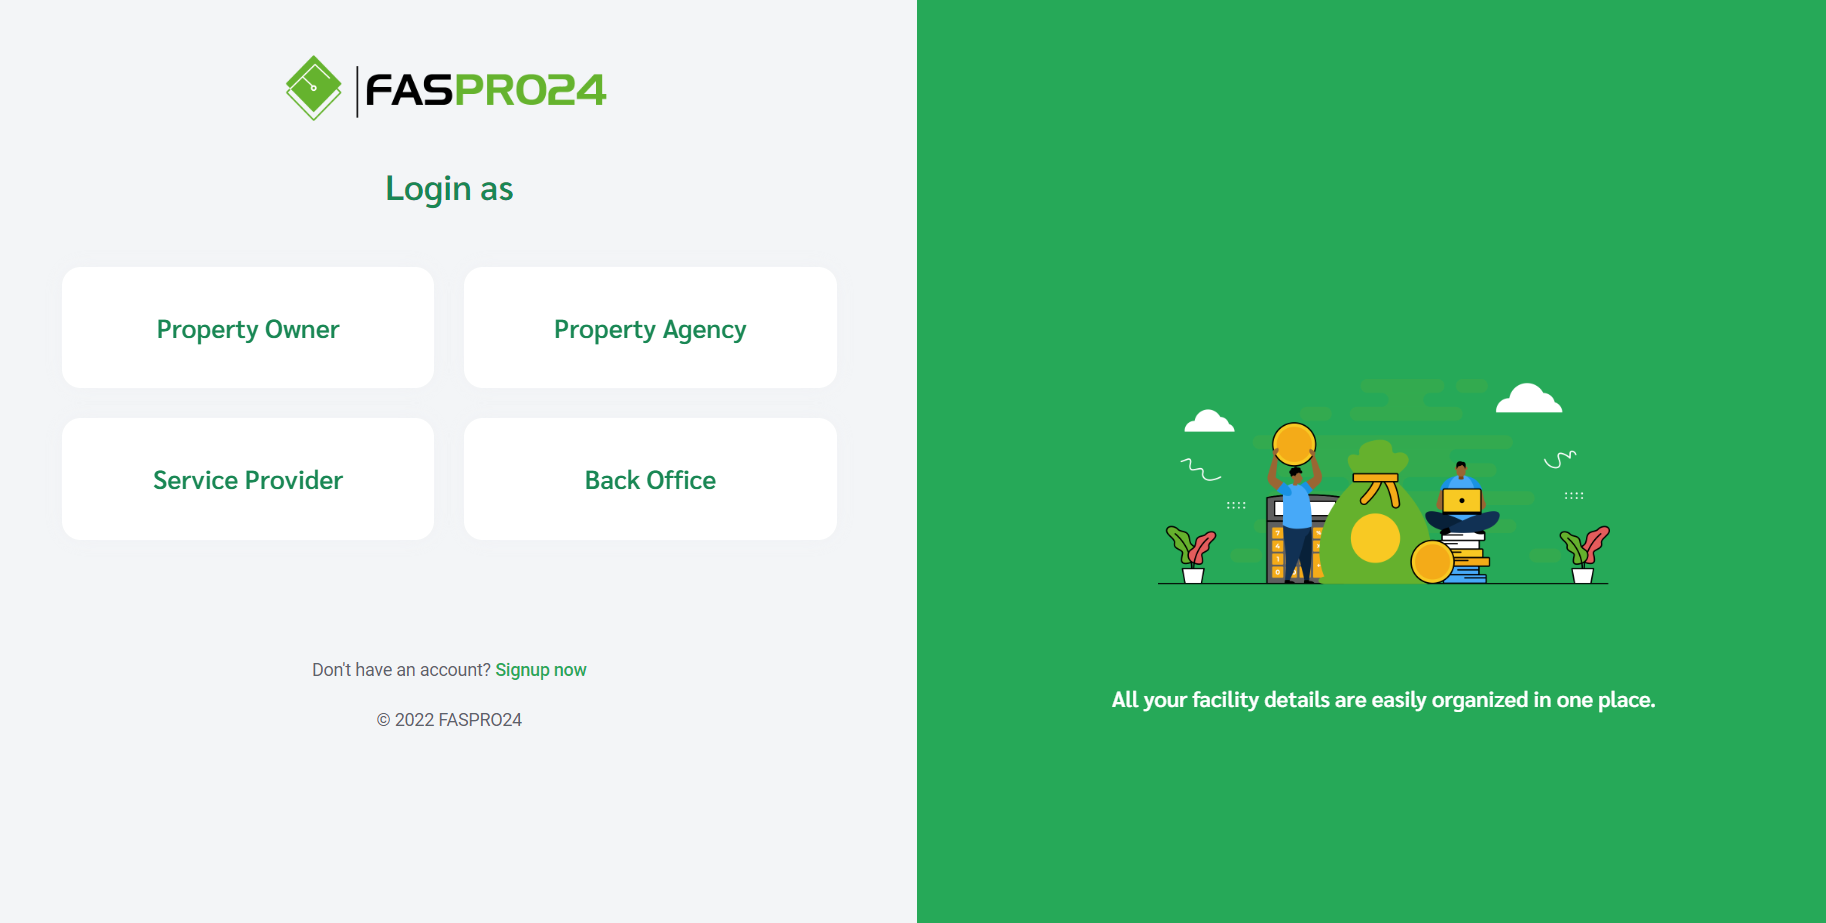 FASPRO24
Login as
Property Owner
Property Agency
Service Provider
Back Office
Don't have an account? Signup now
© 2022 FASPRO24
All your facility details are easily organized in one place.